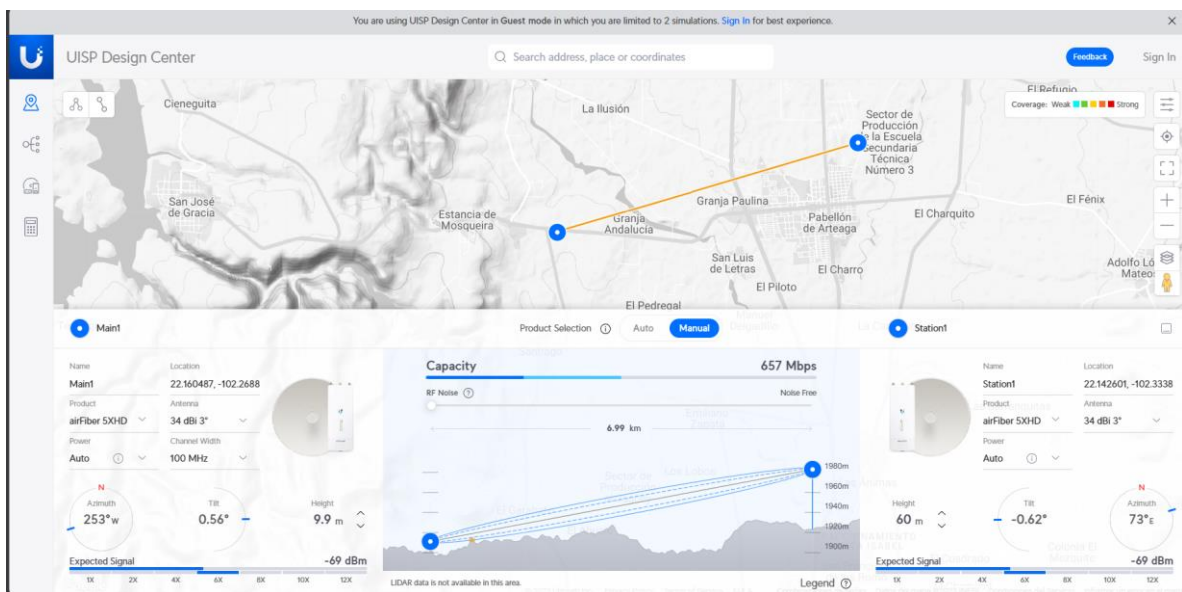 You are using UISP Design Center in Guest mode in which you are limited to 2 simulations. Sign In for best experience.
UISP Design Center
Search address, place or coordinates
Feedback
Sign In
Cieneguita
La Ilusión
El Refugio
Coverage: Weak
Strong
Sector de
Producción
de la Escuela
Secundaria
Técnica
Número 3
San José
de Gracia
Estancia de
Mosqueira
Granja
Andalucía
Granja Paulina
Pabellón
de Arteaga
El Charquito
El Fénix
San Luis
de Letras
El Charro
El Piloto
Adolfo Ló
Mateo
El Pedregal
Main1
Product Selection
Auto
Manual
Station1
Name
Main1
Location
22.160487, -102.2688
Product
airFiber 5XHD
Antenna
34 dBi 3°
Power
Auto
Channel Width
100 MHz
N
Azimuth
253°W
Tilt
0.56°
Height
9.9 m
Expected Signal
-69 dBm
1X 2X 4X 6X 8X 10X 12X
Capacity
657 Mbps
RF Noise
Noise Free
6.99 km
1980m
1960m
1940m
1920m
1900m
LIDAR data is not available in this area.
Legend
Name
Station1
Location
22.142601, -102.3338
Product
airFiber 5XHD
Antenna
34 dBi 3°
Power
Auto
Height
60 m
Tilt
-0.62°
N
Azimuth
73°E
Expected Signal
-69 dBm
1X 2X 4X 6X 8X 10X 12X